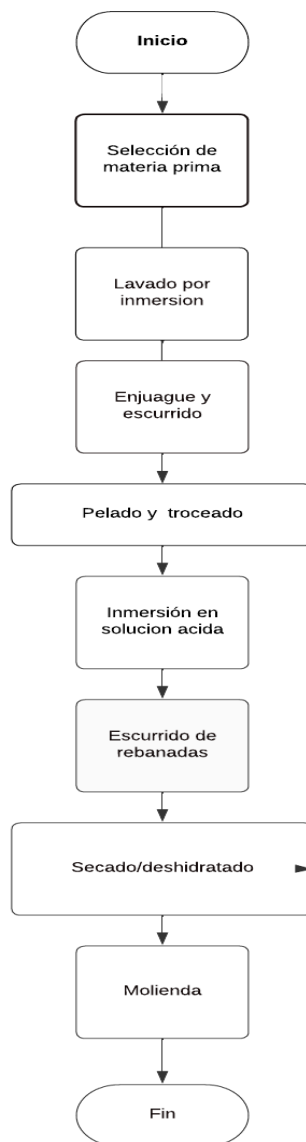 Inicio
Selección de
materia prima
Lavado por
inmersion
Enjuague y
escurrido
Pelado y troceado
Inmersión en
solucion acida
Escurrido de
rebanadas
Secado/deshidratado
Molienda
Fin